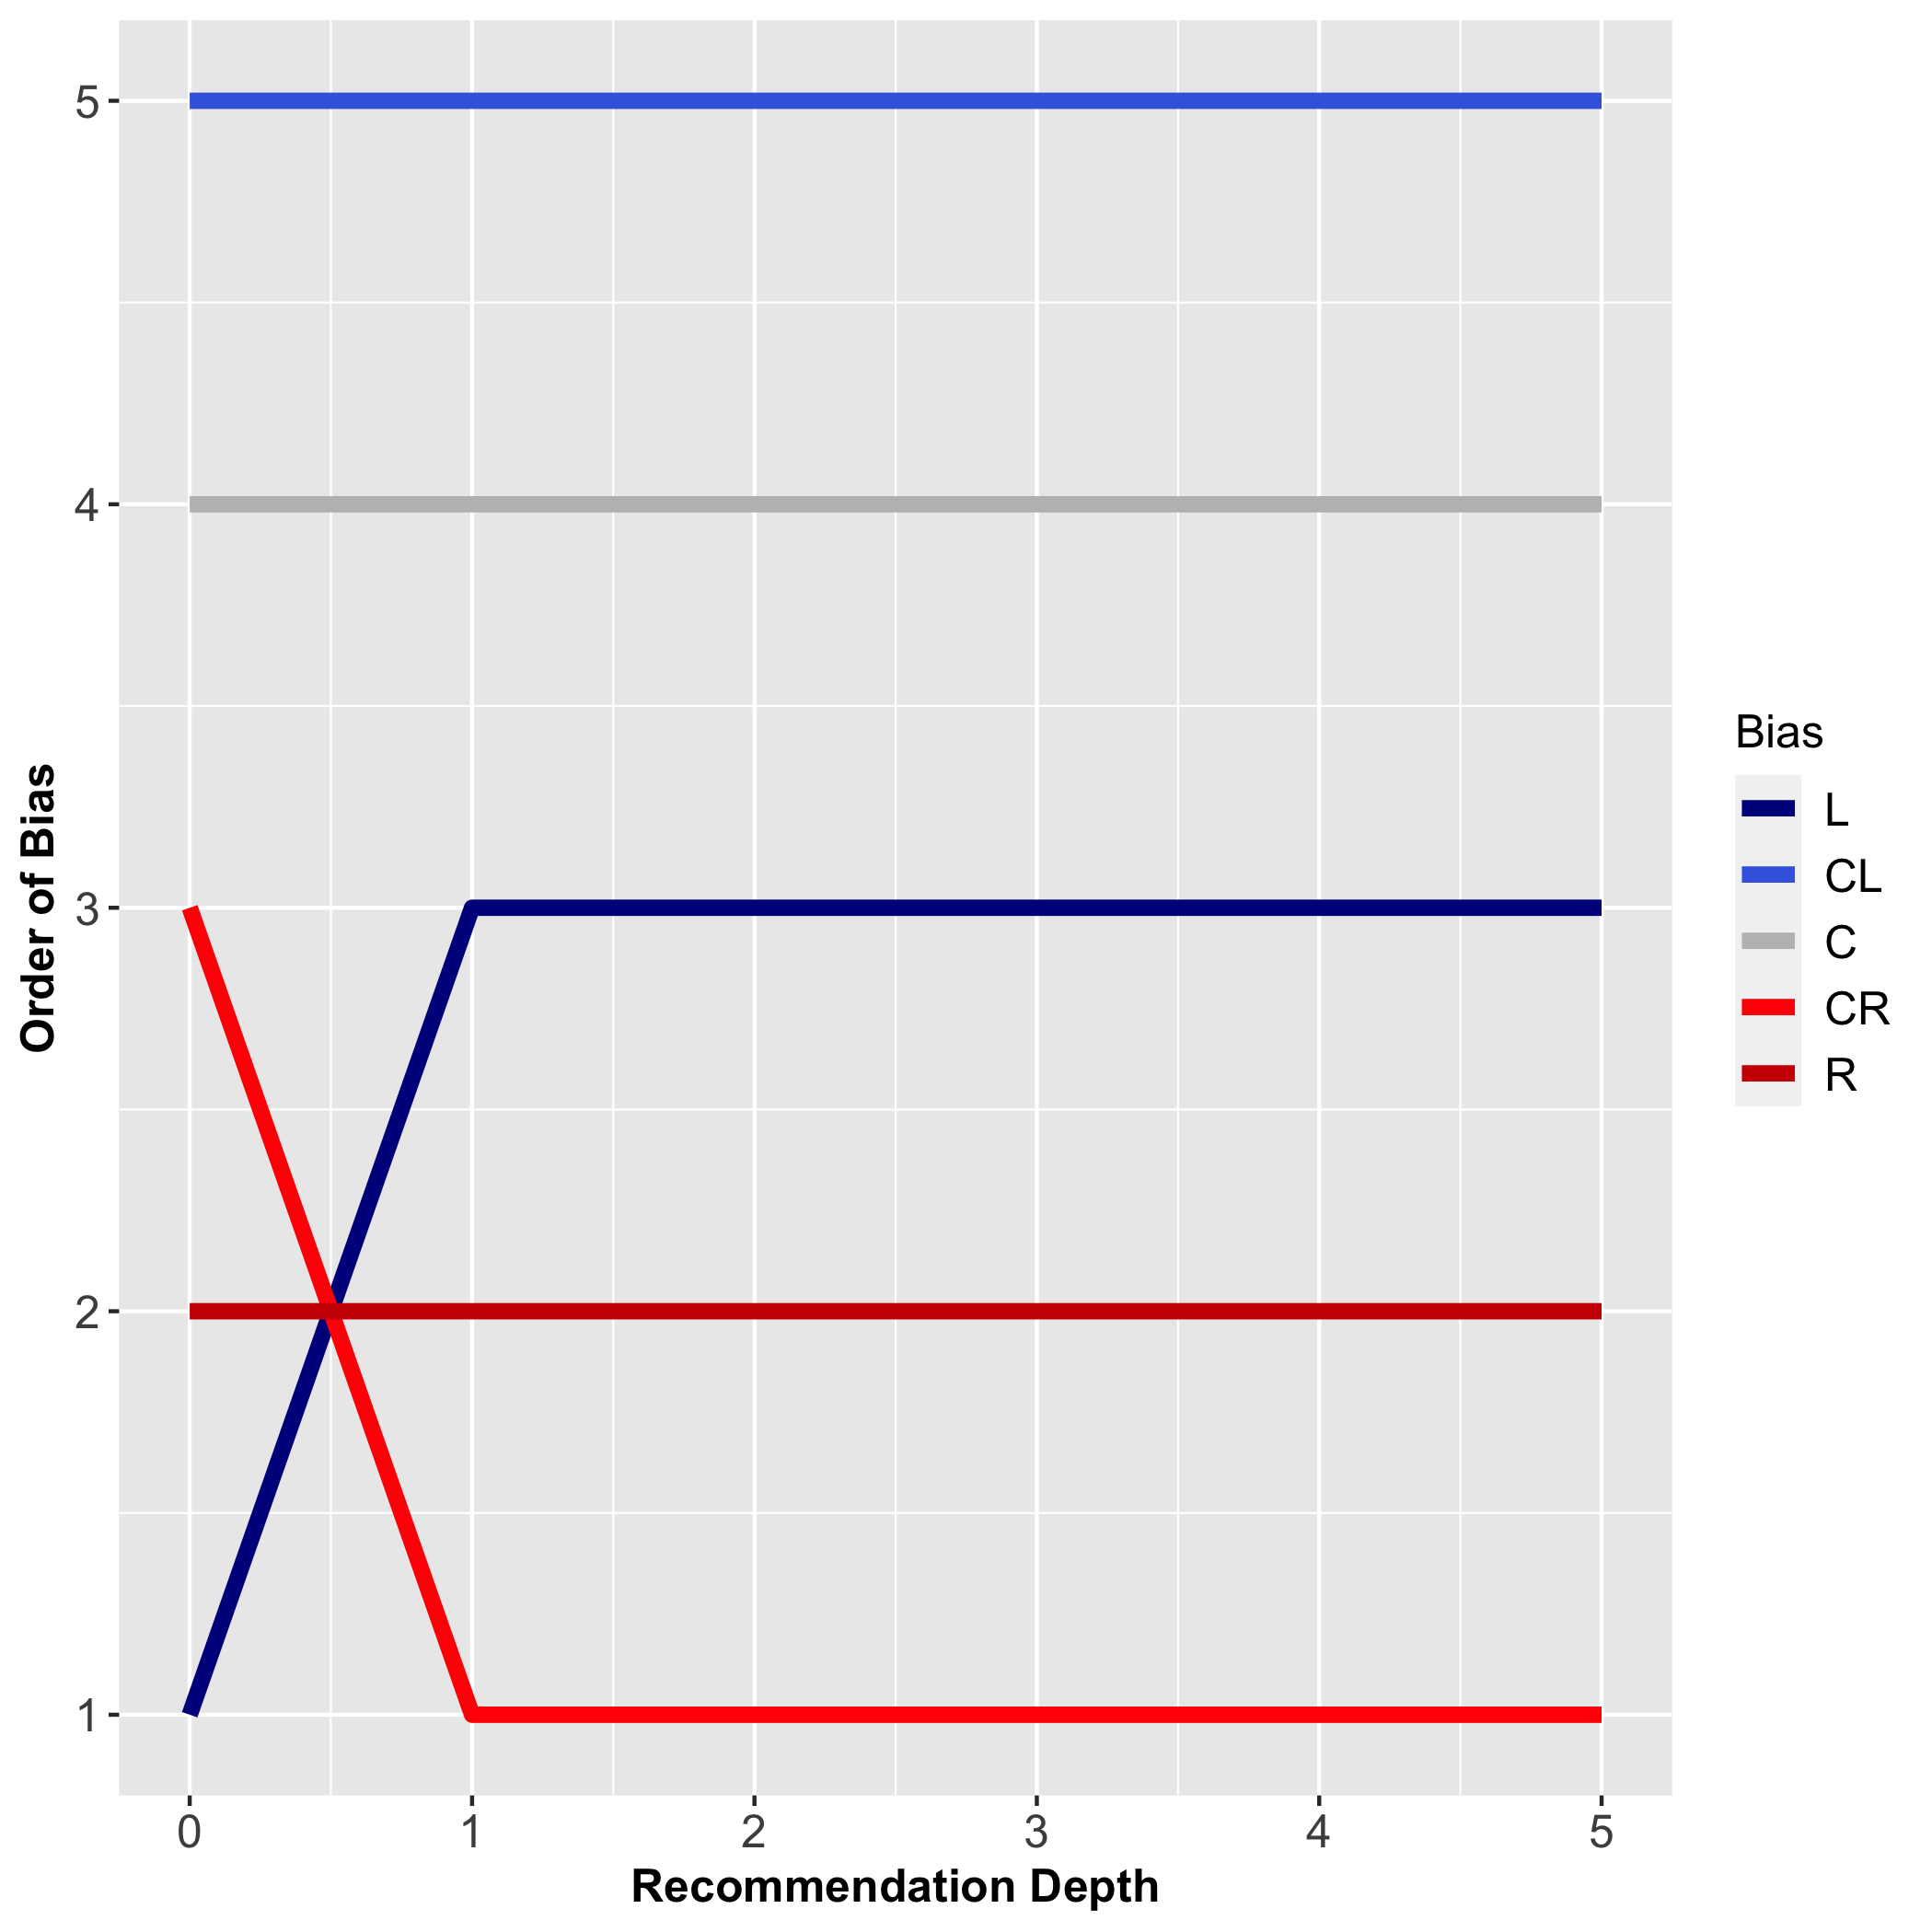 5
4
3
2
1
Order of Bias
0 1 2 3 4 5
Recommendation Depth
Bias
L
CL
C
CR
R